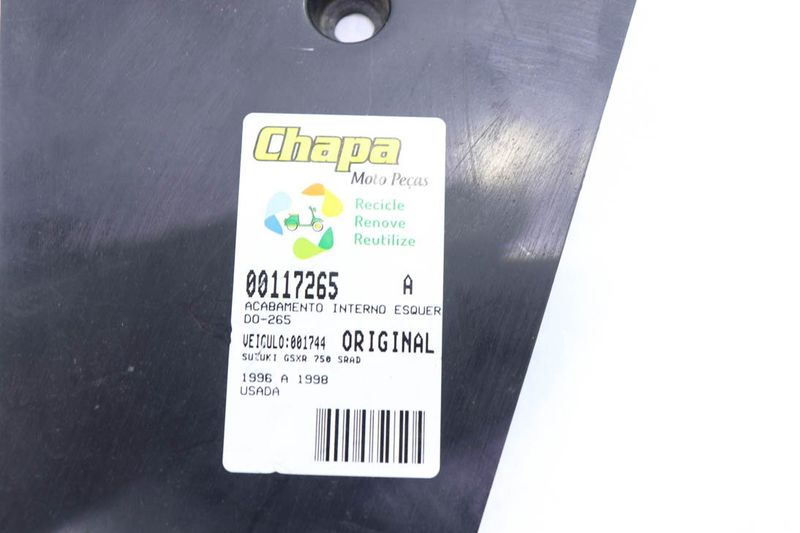 Chapa
Moto Peças
Recicle
Renove
Reutilize
00117265 A
ACABAMENTO INTERNO ESQUER
DO-265
VEICULO:001744 ORIGINAL
SUZUKI GSXR 750 SRAD
1996 A 1998
USADA